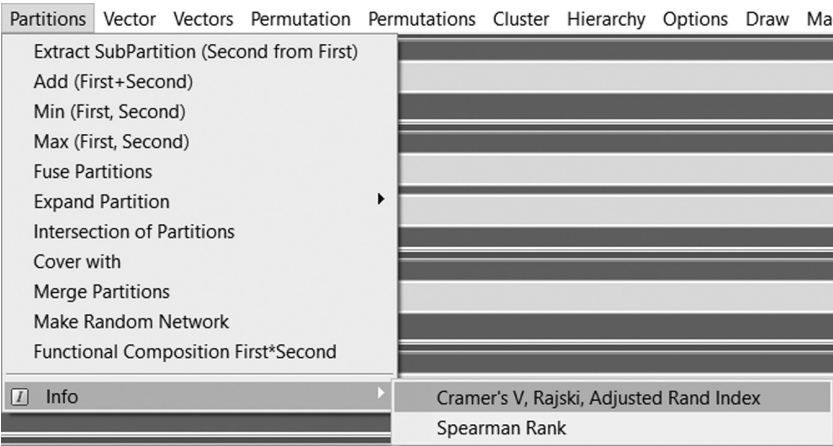 Partitions Vector Vectors Permutation Permutations Cluster Hierarchy Options Draw Ma
Extract SubPartition (Second from First)
Add (First+Second)
Min (First, Second)
Max (First, Second)
Fuse Partitions
Expand Partition
Intersection of Partitions
Cover with
Merge Partitions
Make Random Network
Functional Composition First*Second
I Info
Cramer's V, Rajski, Adjusted Rand Index
Spearman Rank